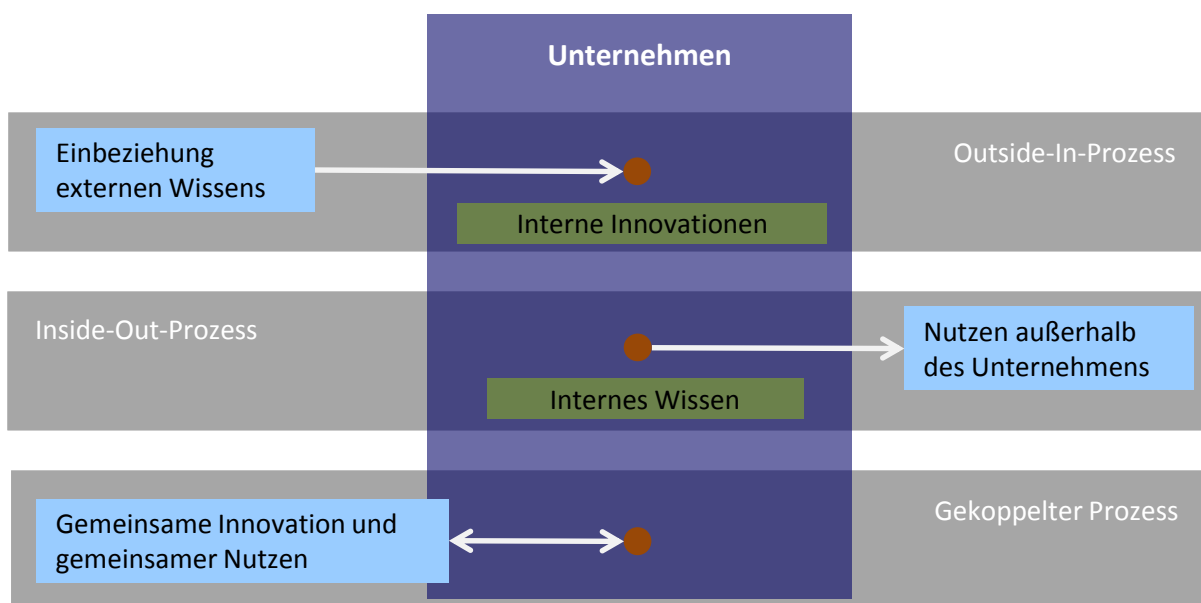 Unternehmen
Einbeziehung
externen Wissens
Outside-In-Prozess
Interne Innovationen
Inside-Out-Prozess
Nutzen außerhalb
des Unternehmens
Internes Wissen
Gemeinsame Innovation und
gemeinsamer Nutzen
Gekoppelter Prozess